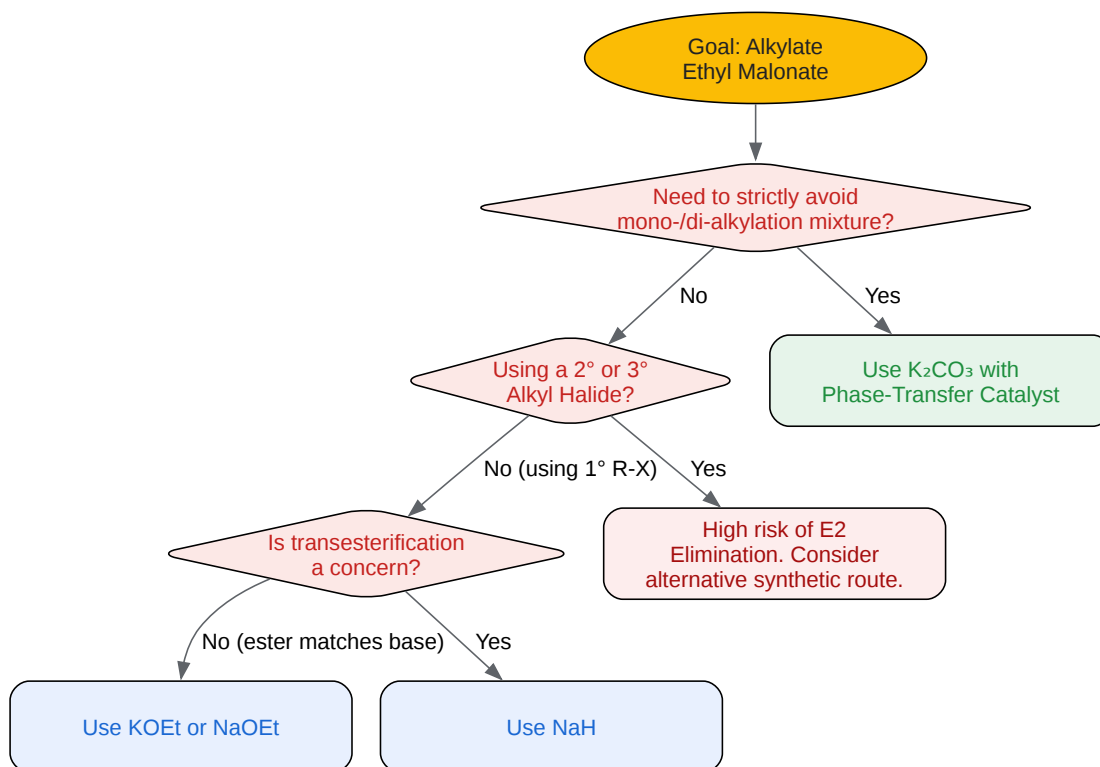 Goal: Alkylate
Ethyl Malonate
Need to strictly avoid
mono-/di-alkylation mixture?
No
Yes
Using a 2° or 3°
Alkyl Halide?
Use K₂CO₃ with
Phase-Transfer Catalyst
No (using 1° R-X)
Yes
Is transesterification
a concern?
High risk of E2
Elimination. Consider
alternative synthetic route.
No (ester matches base)
Yes
Use KOEt or NaOEt
Use NaH